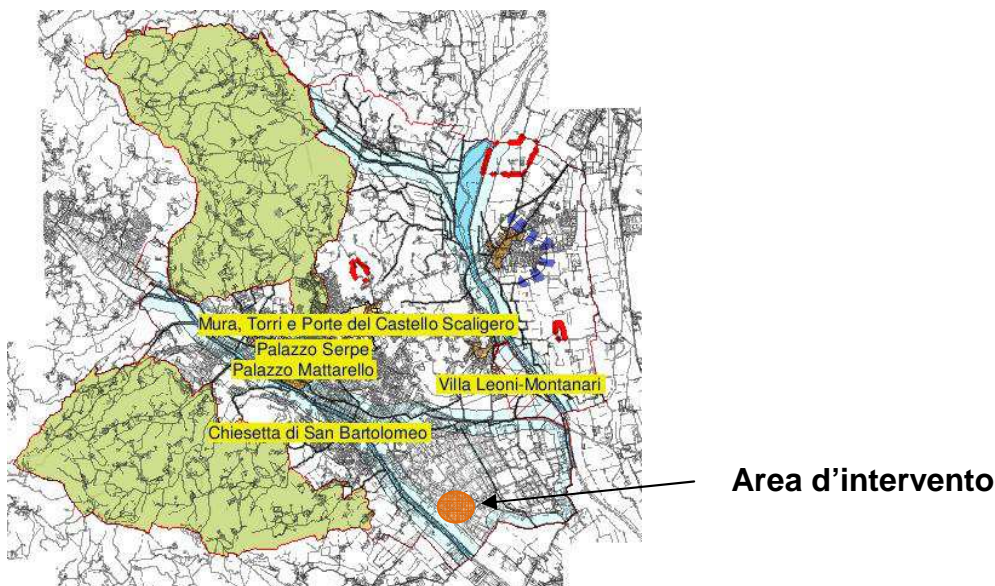 Mura, Torri e Porte del Castello Scaligero
Palazzo Serpe
Palazzo Mattarello
Villa Leoni-Montanari
Chiesetta di San Bartolomeo
Area d’intervento